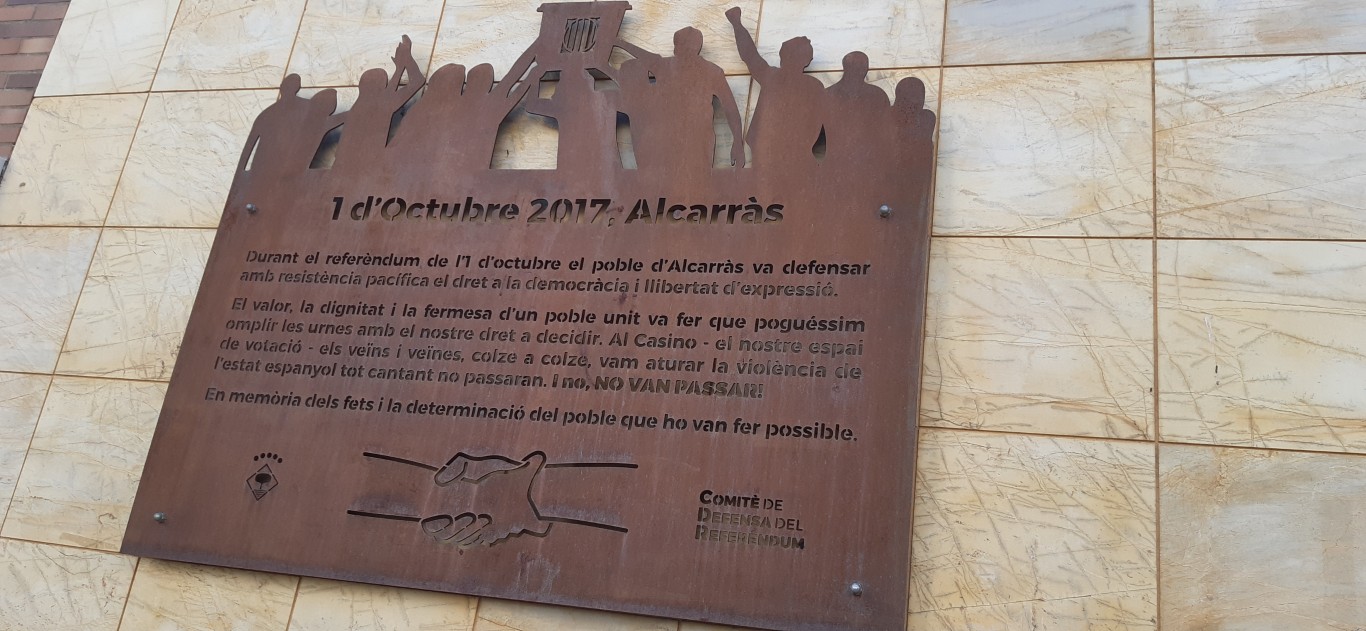 1 d'Octubre 2017, Alcarràs
Durant el referèndum de l'1 d'octubre el poble d'Alcarràs va defensar
amb resistència pacífica el dret a la democràcia i llibertat d'expressió.
El valor, la dignitat i la fermesa d'un poble unit va fer que poguéssim
omplir les urnes amb el nostre dret a decidir. Al Casino - el nostre espai
de votació - els veïns i veïnes, colze a colze, vam aturar la violència de
l'estat espanyol tot cantant no passaran. I no, NO VAN PASSAR!
En memòria dels fets i la determinació del poble que ho van fer possible.
COMITÈ DE
DEFENSA DEL
REFERÈNDUM